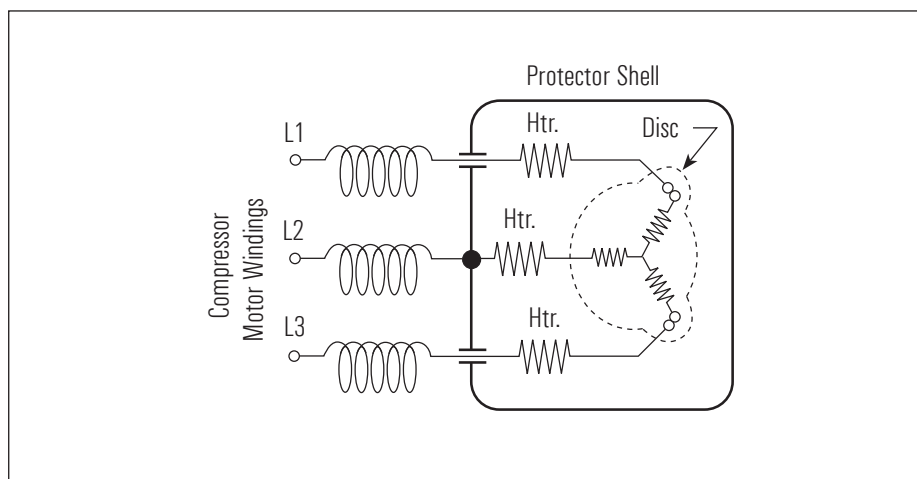 Protector Shell
L1
Htr.
Disc
L2
Htr.
Compressor
Motor Windings
L3
Htr.